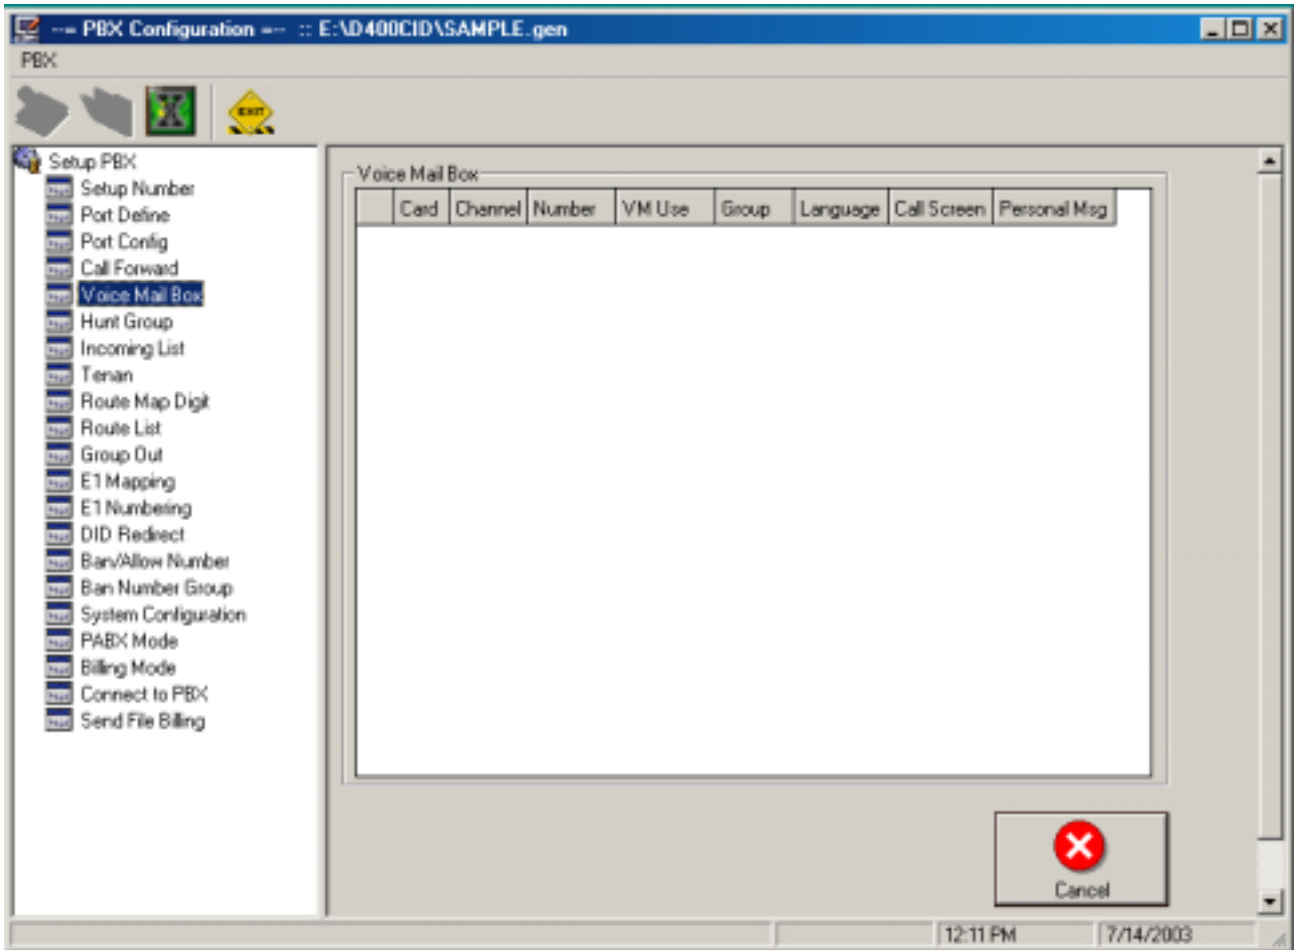 --= PBX Configuration =-- :: E:\D400CID\SAMPLE.gen
PBX
EXIT
Setup PBX
Setup Number
Port Define
Port Config
Call Forward
Voice Mail Box
Hunt Group
Incoming List
Tenan
Route Map Digit
Route List
Group Out
E1 Mapping
E1 Numbering
DID Redirect
Ban/Allow Number
Ban Number Group
System Configuration
PABX Mode
Billing Mode
Connect to PBX
Send File Billing
Voice Mail Box
Card Channel Number VM Use Group Language Call Screen Personal Msg
Cancel
12:11 PM 7/14/2003